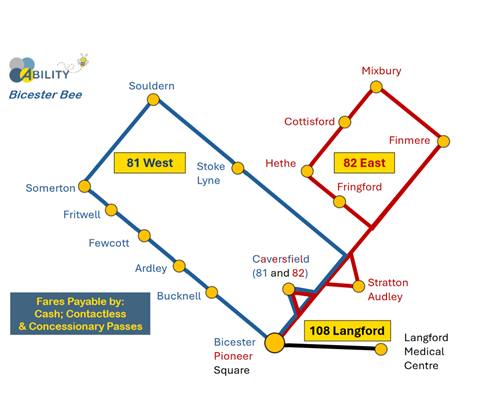 ABILITY
Bicester Bee
Mixbury
Souldern
Cottisford
Finmere
81 West
Stoke
Lyne
Hethe
82 East
Somerton
Fringford
Fritwell
Fewcott
Ardley
Caversfield
(81 and 82)
Bucknell
Stratton
Audley
Fares Payable by:
Cash; Contactless
& Concessionary Passes
108 Langford
Bicester
Pioneer
Square
Langford
Medical
Centre